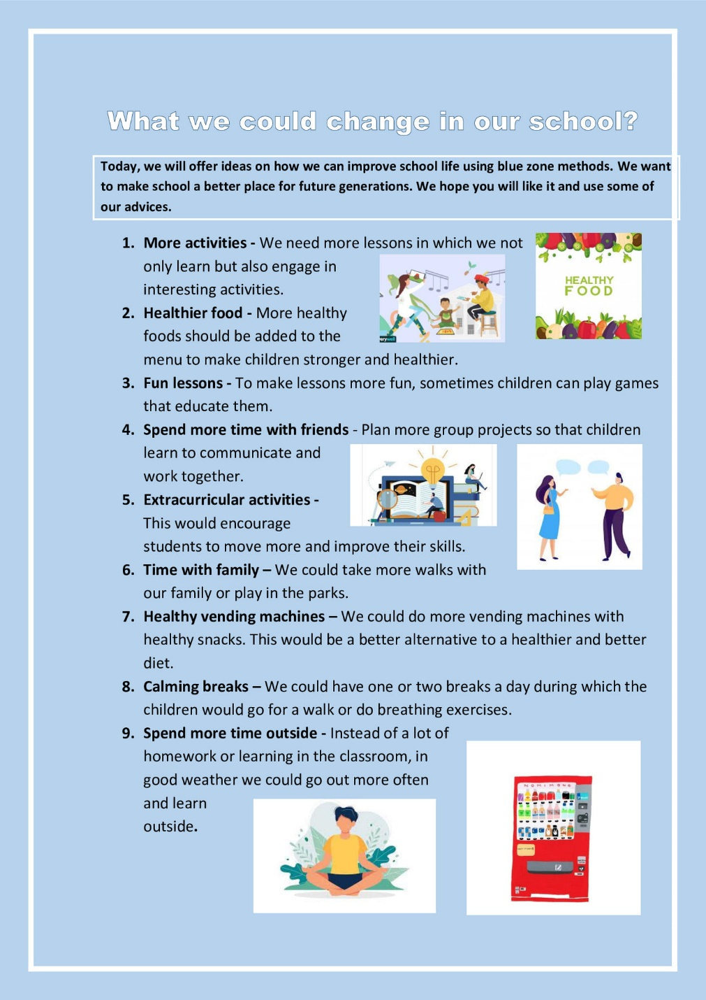 What we could change in our school?
Today, we will offer ideas on how we can improve school life using blue zone methods. We want
to make school a better place for future generations. We hope you will like it and use some of
our advices.
1. More activities - We need more lessons in which we not
only learn but also engage in
interesting activities.
HEALTHY
FOOD
erywell
2. Healthier food - More healthy
foods should be added to the
menu to make children stronger and healthier.
3. Fun lessons - To make lessons more fun, sometimes children can play games
that educate them.
4. Spend more time with friends - Plan more group projects so that children
learn to communicate and
work together.
5. Extracurricular activities -
This would encourage
students to move more and improve their skills.
6. Time with family – We could take more walks with
our family or play in the parks.
7. Healthy vending machines – We could do more vending machines with
healthy snacks. This would be a better alternative to a healthier and better
diet.
8. Calming breaks – We could have one or two breaks a day during which the
children would go for a walk or do breathing exercises.
9. Spend more time outside - Instead of a lot of
homework or learning in the classroom, in
good weather we could go out more often
and learn
outside.